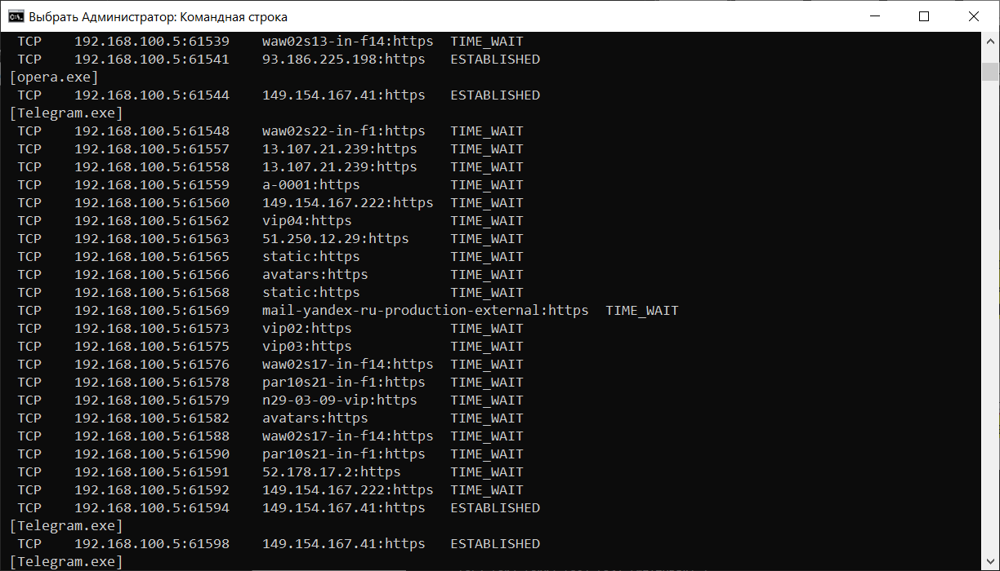 Выбрать Администратор: Командная строка
TCP 192.168.100.5:61539 waw02s13-in-f14:https TIME_WAIT
TCP 192.168.100.5:61541 93.186.225.198:https ESTABLISHED
[opera.exe]
TCP 192.168.100.5:61544 149.154.167.41:https ESTABLISHED
[Telegram.exe]
TCP 192.168.100.5:61548 waw02s22-in-f1:https TIME_WAIT
TCP 192.168.100.5:61557 13.107.21.239:https TIME_WAIT
TCP 192.168.100.5:61558 13.107.21.239:https TIME_WAIT
TCP 192.168.100.5:61559 a-0001:https TIME_WAIT
TCP 192.168.100.5:61560 149.154.167.222:https TIME_WAIT
TCP 192.168.100.5:61562 vip04:https TIME_WAIT
TCP 192.168.100.5:61563 51.250.12.29:https TIME_WAIT
TCP 192.168.100.5:61565 static:https TIME_WAIT
TCP 192.168.100.5:61566 avatars:https TIME_WAIT
TCP 192.168.100.5:61568 static:https TIME_WAIT
TCP 192.168.100.5:61569 mail-yandex-ru-production-external:https TIME_WAIT
TCP 192.168.100.5:61573 vip02:https TIME_WAIT
TCP 192.168.100.5:61575 vip03:https TIME_WAIT
TCP 192.168.100.5:61576 waw02s17-in-f14:https TIME_WAIT
TCP 192.168.100.5:61578 par10s21-in-f1:https TIME_WAIT
TCP 192.168.100.5:61579 n29-03-09-vip:https TIME_WAIT
TCP 192.168.100.5:61582 avatars:https TIME_WAIT
TCP 192.168.100.5:61588 waw02s17-in-f14:https TIME_WAIT
TCP 192.168.100.5:61590 par10s21-in-f1:https TIME_WAIT
TCP 192.168.100.5:61591 52.178.17.2:https TIME_WAIT
TCP 192.168.100.5:61592 149.154.167.222:https TIME_WAIT
TCP 192.168.100.5:61594 149.154.167.41:https ESTABLISHED
[Telegram.exe]
TCP 192.168.100.5:61598 149.154.167.41:https ESTABLISHED
[Telegram.exe]